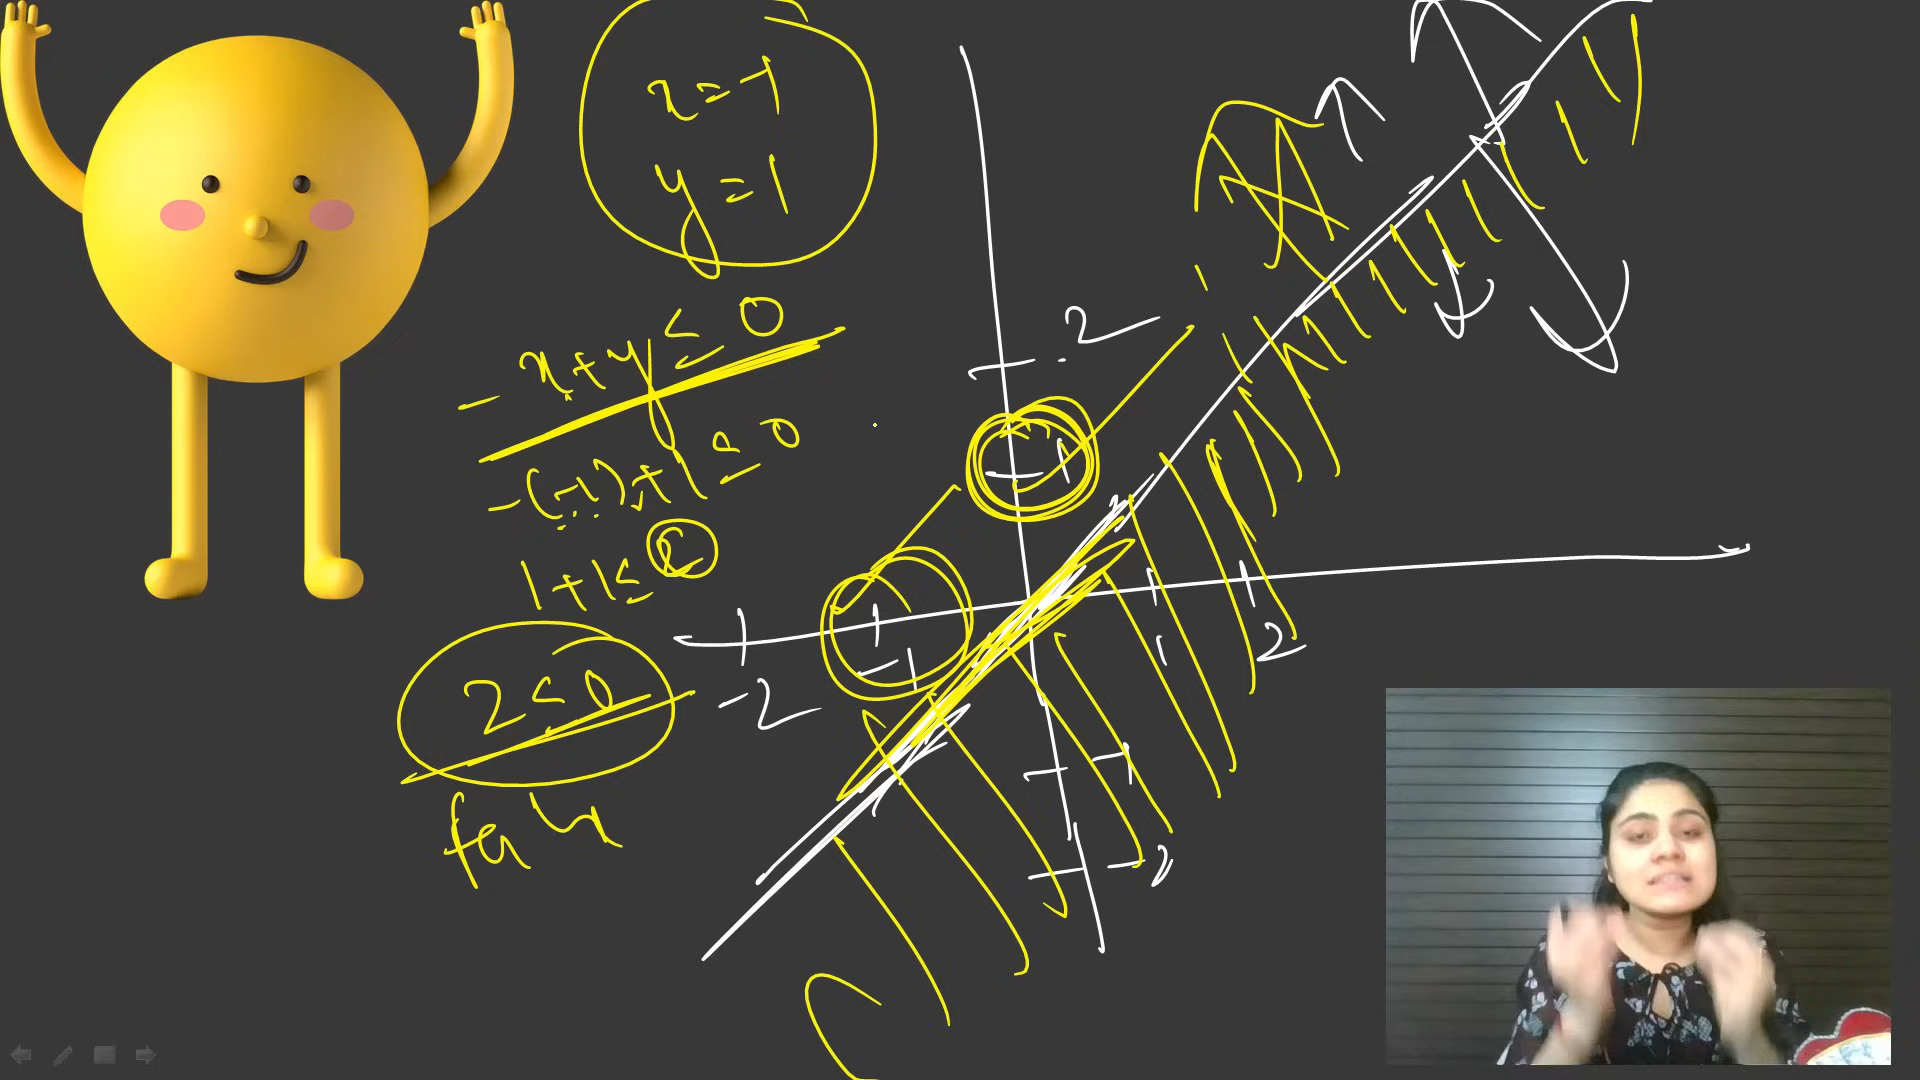 x = -1
y = 1
-x + y ≤ 0
-(-1) + 1 ≤ 0
1 + 1 ≤ 0
2 ≤ 0
false
2
1
-1
-2
1
2
-1
-2